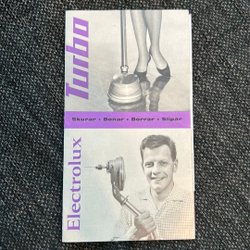 Electrolux Turbo
Skurar • Bonar • Borrar • Slipar